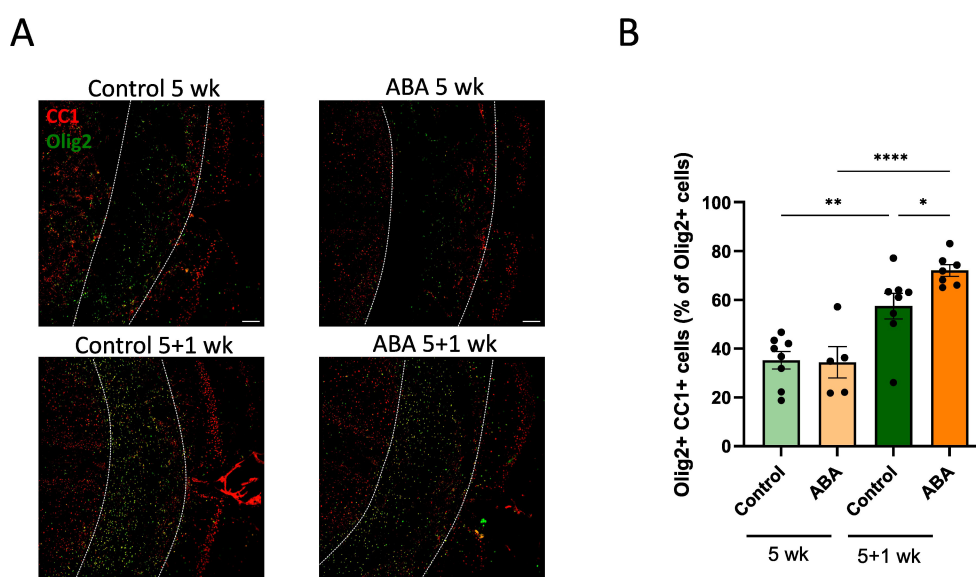 A
B
Control 5 wk
ABA 5 wk
CC1
Olig2
Control 5+1 wk
ABA 5+1 wk
Olig2+ CC1+ cells (% of Olig2+ cells)
****
**
*
100
80
60
40
20
0
Control
ABA
Control
ABA
5 wk
5+1 wk